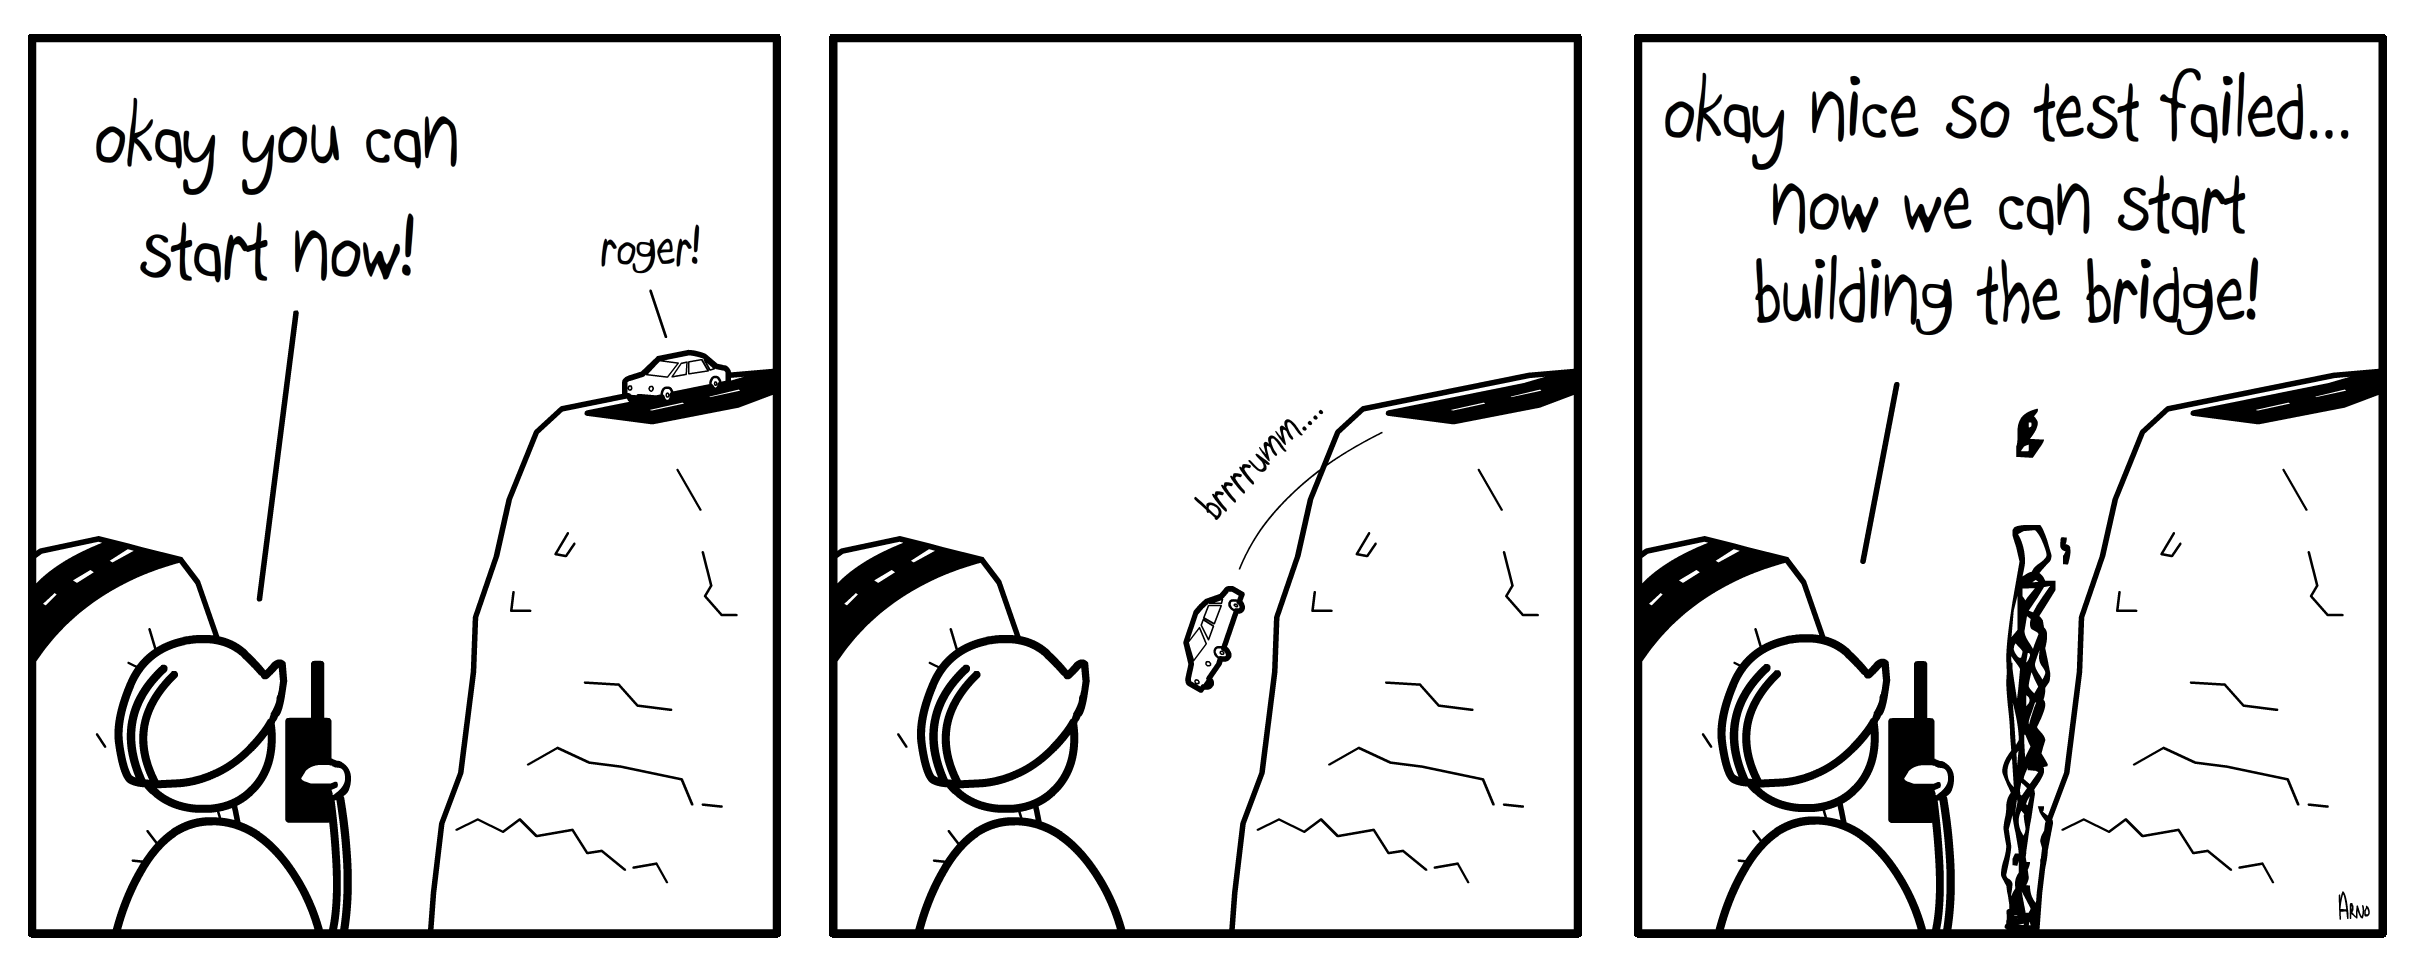 okay you can
start now!
roger!
brrrrumm...
okay nice so test failed...
now we can start
building the bridge!
ARNO